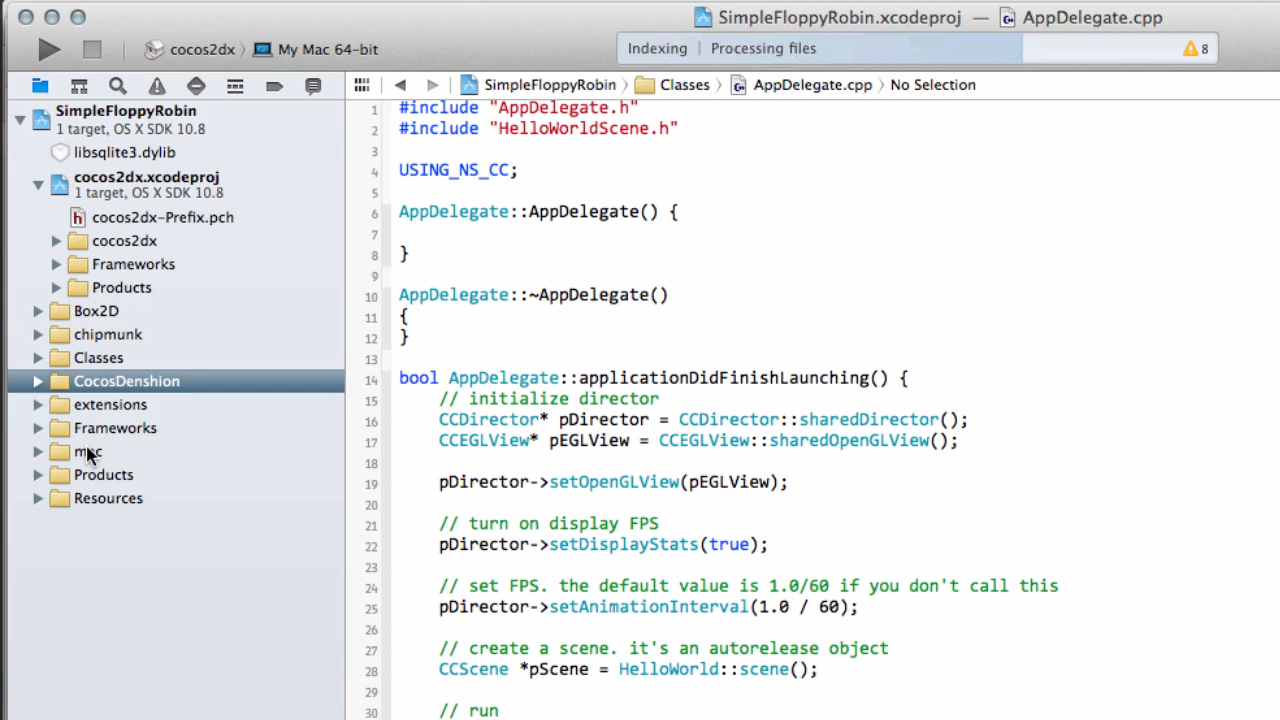 SimpleFloppyRobin.xcodeproj — AppDelegate.cpp
cocos2dx My Mac 64-bit
Indexing | Processing files
8
SimpleFloppyRobin Classes AppDelegate.cpp No Selection
SimpleFloppyRobin
1 target, OS X SDK 10.8
libsqlite3.dylib
cocos2dx.xcodeproj
1 target, OS X SDK 10.8
h cocos2dx-Prefix.pch
cocos2dx
Frameworks
Products
Box2D
chipmunk
Classes
CocosDenshion
extensions
Frameworks
mac
Products
Resources
1 #include "AppDelegate.h"
2 #include "HelloWorldScene.h"
3
4 USING_NS_CC;
5
6 AppDelegate::AppDelegate() {
7
8 }
9
10 AppDelegate::~AppDelegate()
11 {
12 }
13
14 bool AppDelegate::applicationDidFinishLaunching() {
15 // initialize director
16 CCDirector* pDirector = CCDirector::sharedDirector();
17 CCEGLView* pEGLView = CCEGLView::sharedOpenGLView();
18
19 pDirector->setOpenGLView(pEGLView);
20
21 // turn on display FPS
22 pDirector->setDisplayStats(true);
23
24 // set FPS. the default value is 1.0/60 if you don't call this
25 pDirector->setAnimationInterval(1.0 / 60);
26
27 // create a scene. it's an autorelease object
28 CCScene *pScene = HelloWorld::scene();
29
30 // run